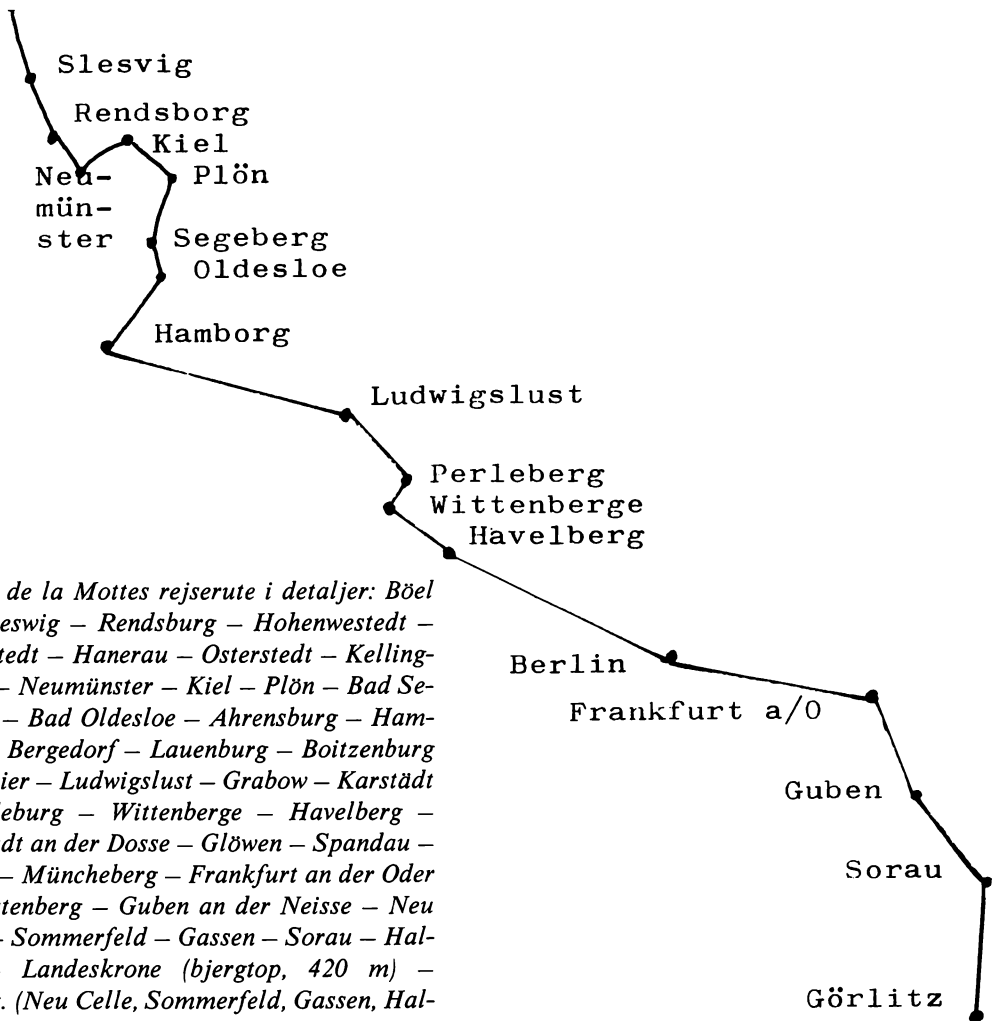 Slesvig
Rendsborg
Kiel
Neu-
mün-
ster
Plön
Segeberg
Oldesloe
Hamborg
Ludwigslust
Perleberg
Wittenberge
Havelberg
Berlin
Frankfurt a/O
Guben
Sorau
Görlitz
de la Mottes rejserute i detaljer: Böel
eswig – Rendsburg – Hohenwestedt –
tedt – Hanerau – Osterstedt – Kelling-
– Neumünster – Kiel – Plön – Bad Se-
– Bad Oldesloe – Ahrensburg – Ham-
Bergedorf – Lauenburg – Boitzenburg
ier – Ludwigslust – Grabow – Karstädt
eburg – Wittenberge – Havelberg –
dt an der Dosse – Glöwen – Spandau –
– Müncheberg – Frankfurt an der Oder
tenberg – Guben an der Neisse – Neu
– Sommerfeld – Gassen – Sorau – Hal-
Landeskrone (bjergtop, 420 m) –
. (Neu Celle, Sommerfeld, Gassen, Hal-